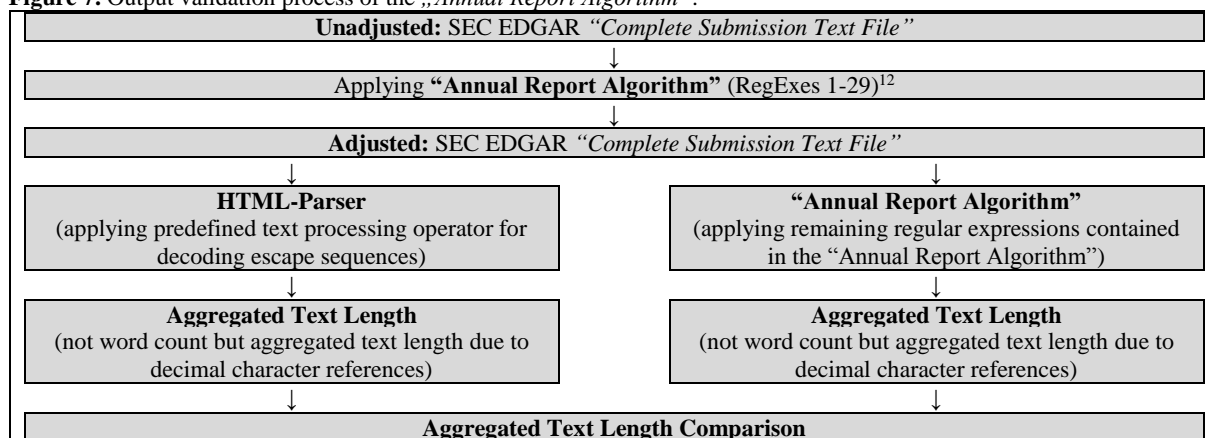 Figure 7: Output validation process of the „Annual Report Algorithm“.
Unadjusted: SEC EDGAR “Complete Submission Text File”
↓
Applying “Annual Report Algorithm” (RegExes 1-29)12
↓
Adjusted: SEC EDGAR “Complete Submission Text File”
↓ ↓
HTML-Parser
(applying predefined text processing operator for
decoding escape sequences)
“Annual Report Algorithm”
(applying remaining regular expressions contained
in the “Annual Report Algorithm”)
↓ ↓
Aggregated Text Length
(not word count but aggregated text length due to
decimal character references)
Aggregated Text Length
(not word count but aggregated text length due to
decimal character references)
↓ ↓
Aggregated Text Length Comparison